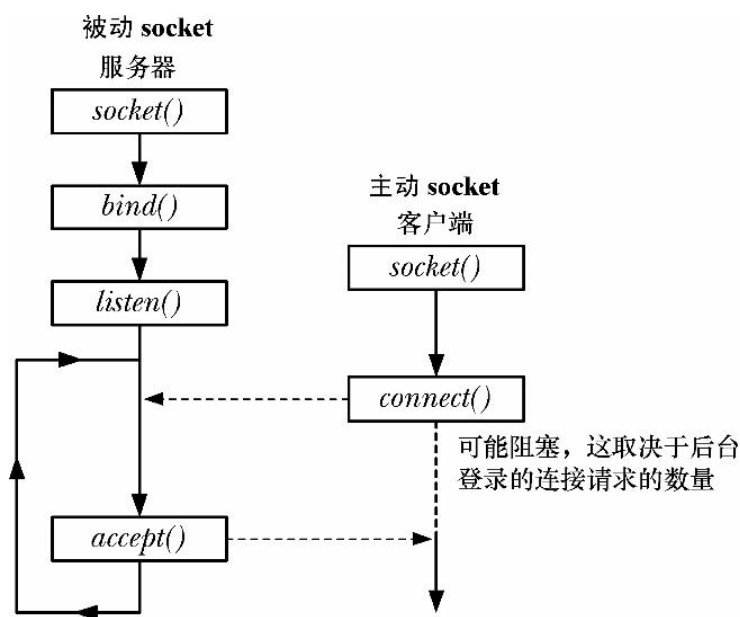 被动 socket
服务器
socket()
bind()
listen()
accept()
主动 socket
客户端
socket()
connect()
可能阻塞，这取决于后台
登录的连接请求的数量